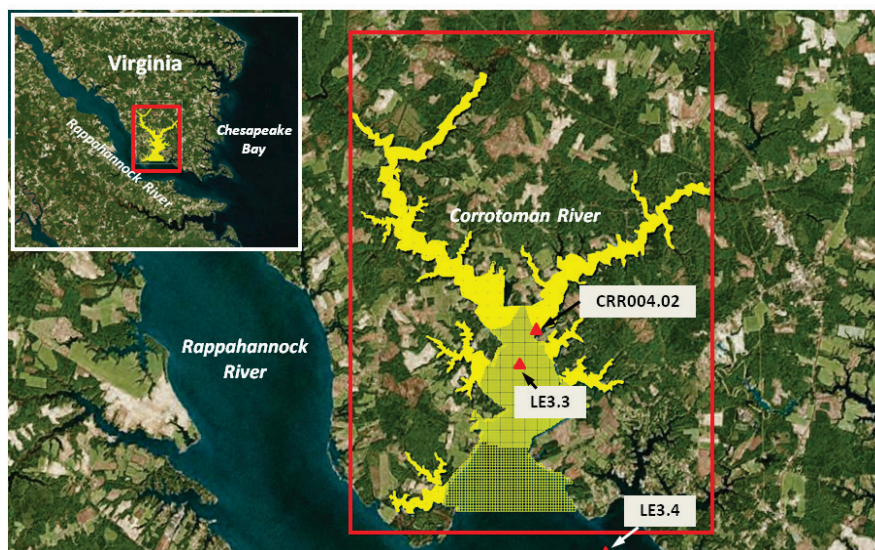 Virginia
Rappahannock River
Chesapeake
Bay
Corrotoman River
CRR004.02
Rappahannock
River
LE3.3
LE3.4